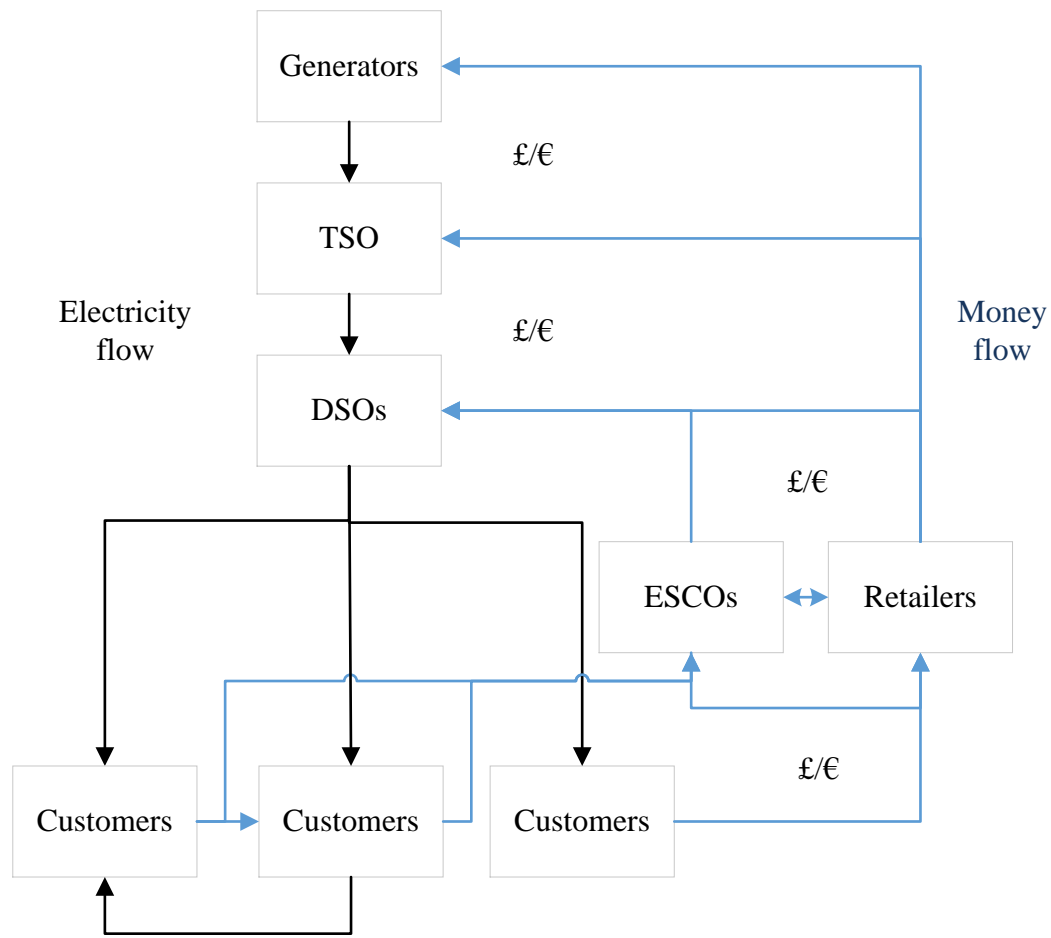 Generators
£/€
TSO
Electricity
flow
£/€
Money
flow
DSOs
£/€
ESCOs
Retailers
£/€
Customers
Customers
Customers